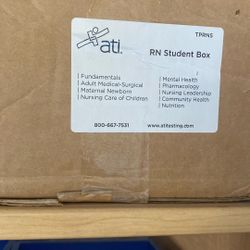 TPRN5
ati.
RN Student Box
| Fundamentals
| Adult Medical-Surgical
| Maternal Newborn
| Nursing Care of Children
| Mental Health
| Pharmacology
| Nursing Leadership
| Community Health
| Nutrition
800-667-7531
www.atitesting.com